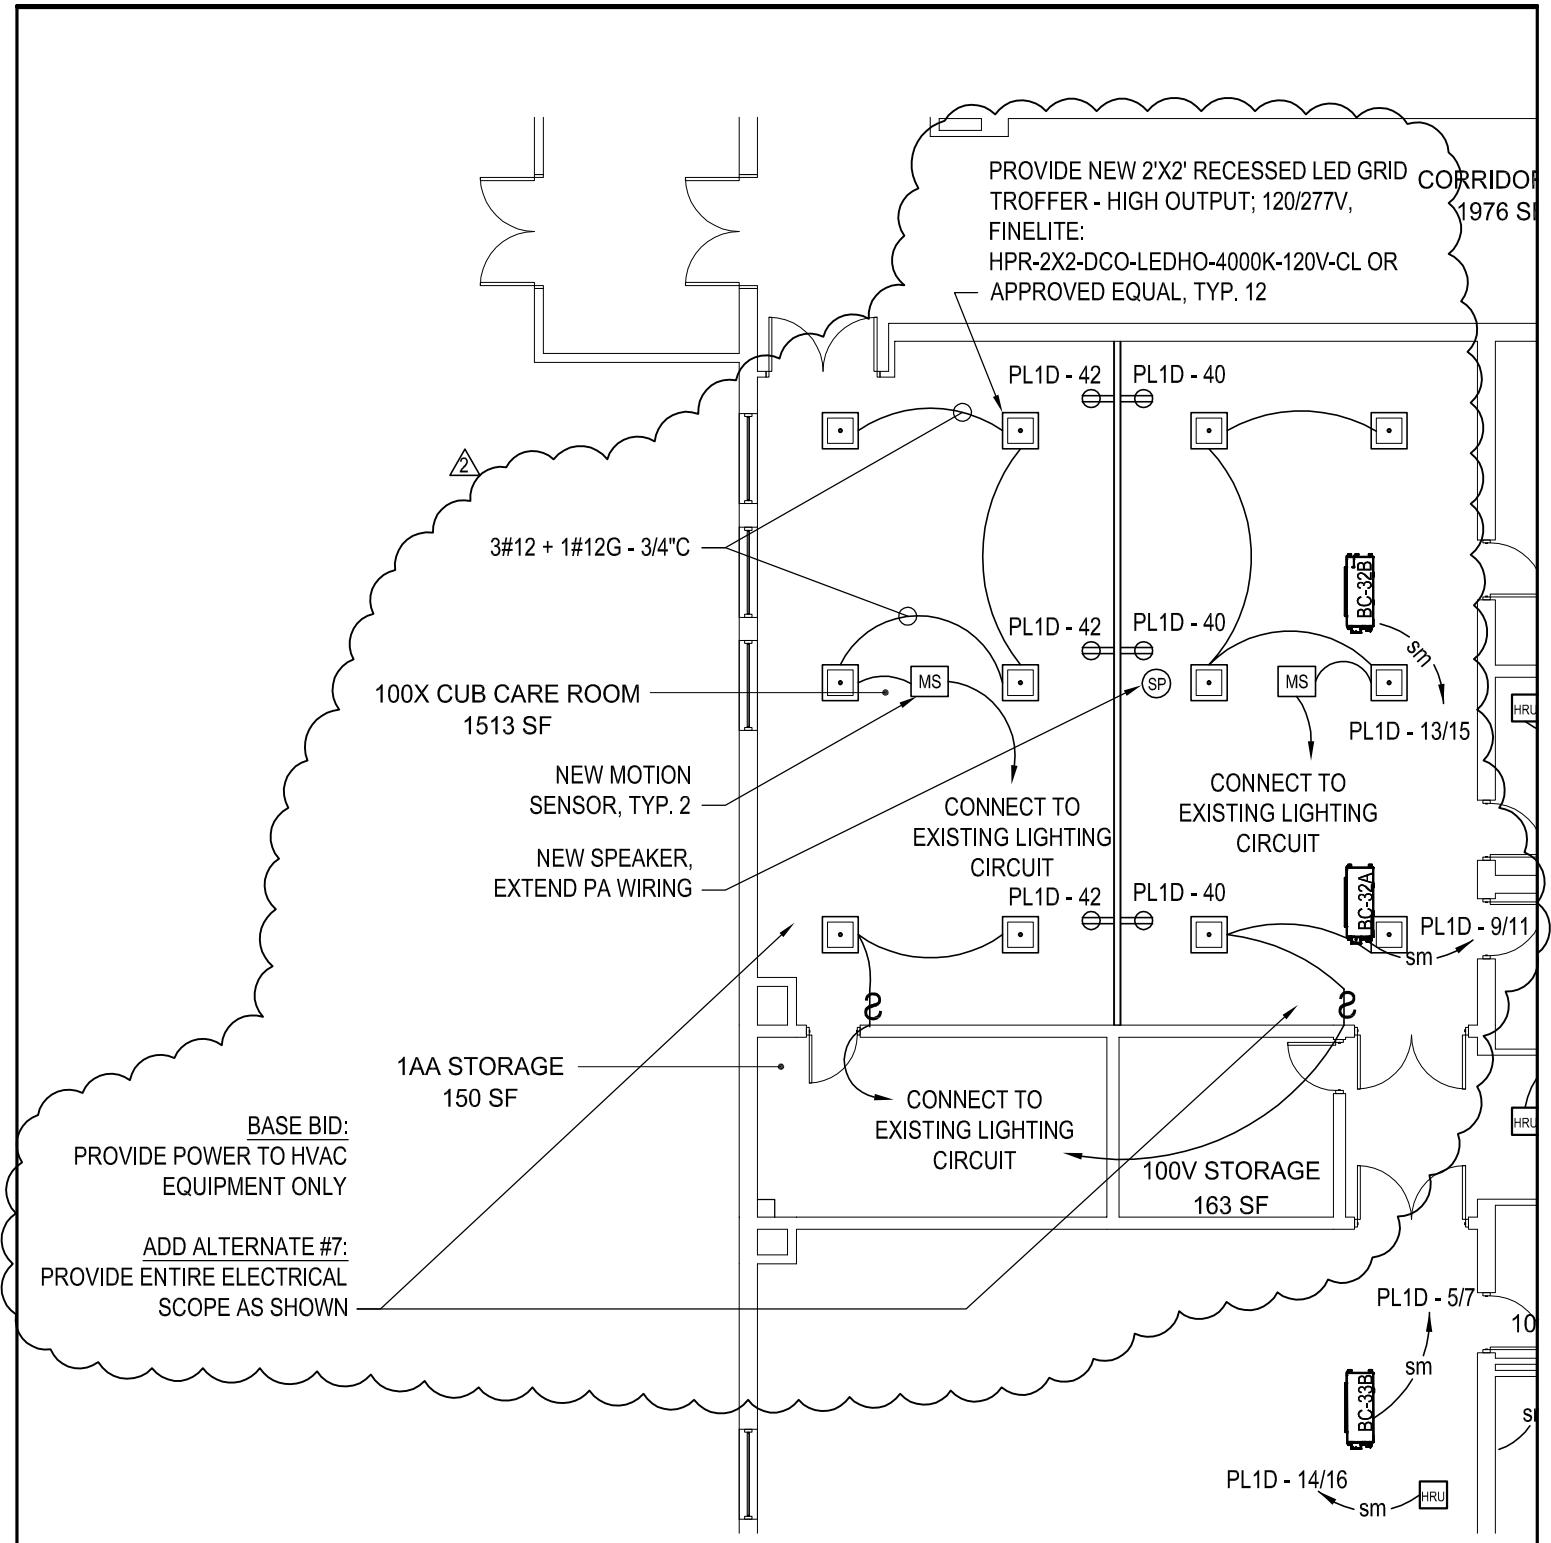 PROVIDE NEW 2'X2' RECESSED LED GRID
TROFFER - HIGH OUTPUT; 120/277V,
FINELITE:
HPR-2X2-DCO-LEDHO-4000K-120V-CL OR
APPROVED EQUAL, TYP. 12
1976
PL1D - 42
PL1D - 40
2
3#12 + 1#12G - 3/4"C
BC-32B
sm
PL1D - 42
PL1D - 40
100X CUB CARE ROOM
1513 SF
MS
SP
MS
HRU
PL1D - 13/15
NEW MOTION
SENSOR, TYP. 2
CONNECT TO
EXISTING LIGHTING
CIRCUIT
CONNECT TO
EXISTING LIGHTING
CIRCUIT
NEW SPEAKER,
EXTEND PA WIRING
PL1D - 42
PL1D - 40
BC-32A
PL1D - 9/11
sm
S
S
1AA STORAGE
150 SF
CONNECT TO
EXISTING LIGHTING
CIRCUIT
HRU
BASE BID:
PROVIDE POWER TO HVAC
EQUIPMENT ONLY
100V STORAGE
163 SF
ADD ALTERNATE #7:
PROVIDE ENTIRE ELECTRICAL
SCOPE AS SHOWN
PL1D - 5/7
10
sm
BC-33B
PL1D - 14/16
sm
HRU